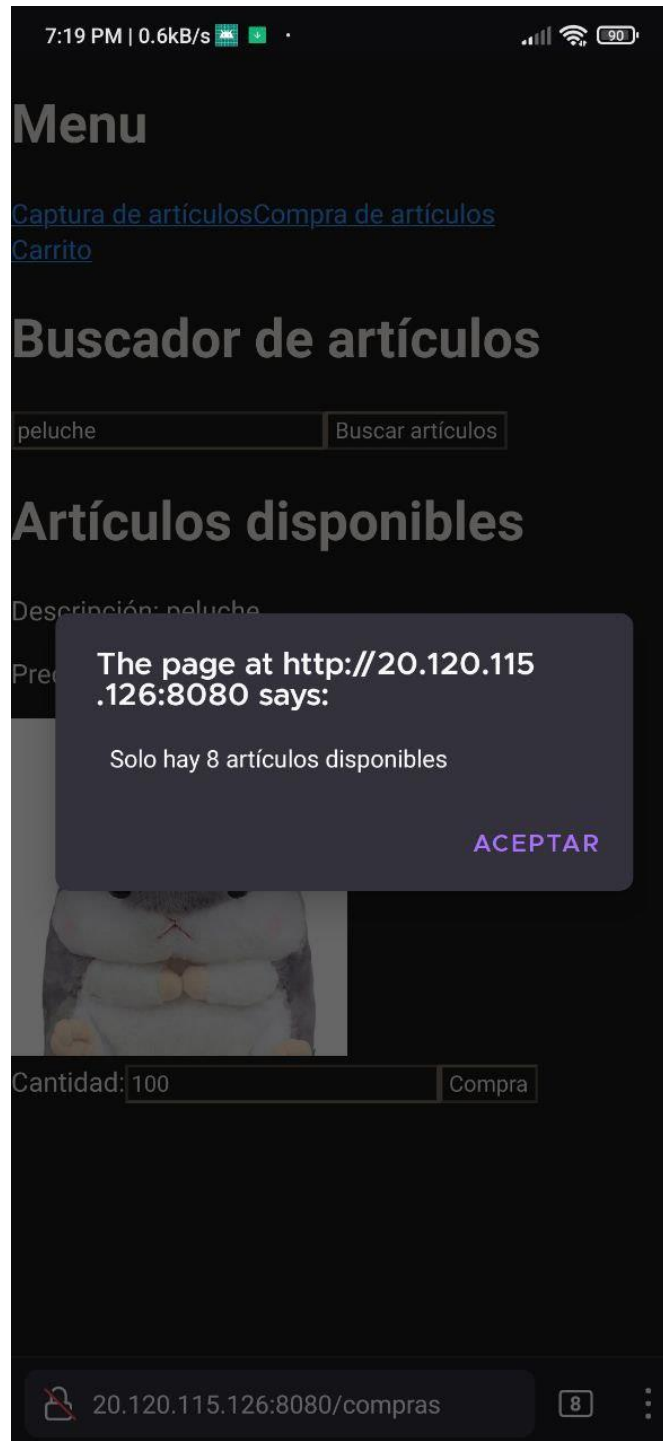 7:19 PM | 0.6kB/s
90
Menu
Captura de artículosCompra de artículos
Carrito
Buscador de artículos
peluche Buscar artículos
Artículos disponibles
Descripción: peluche
The page at http://20.120.115
.126:8080 says:
Solo hay 8 artículos disponibles
ACEPTAR
Cantidad: 100 Compra
20.120.115.126:8080/compras
8